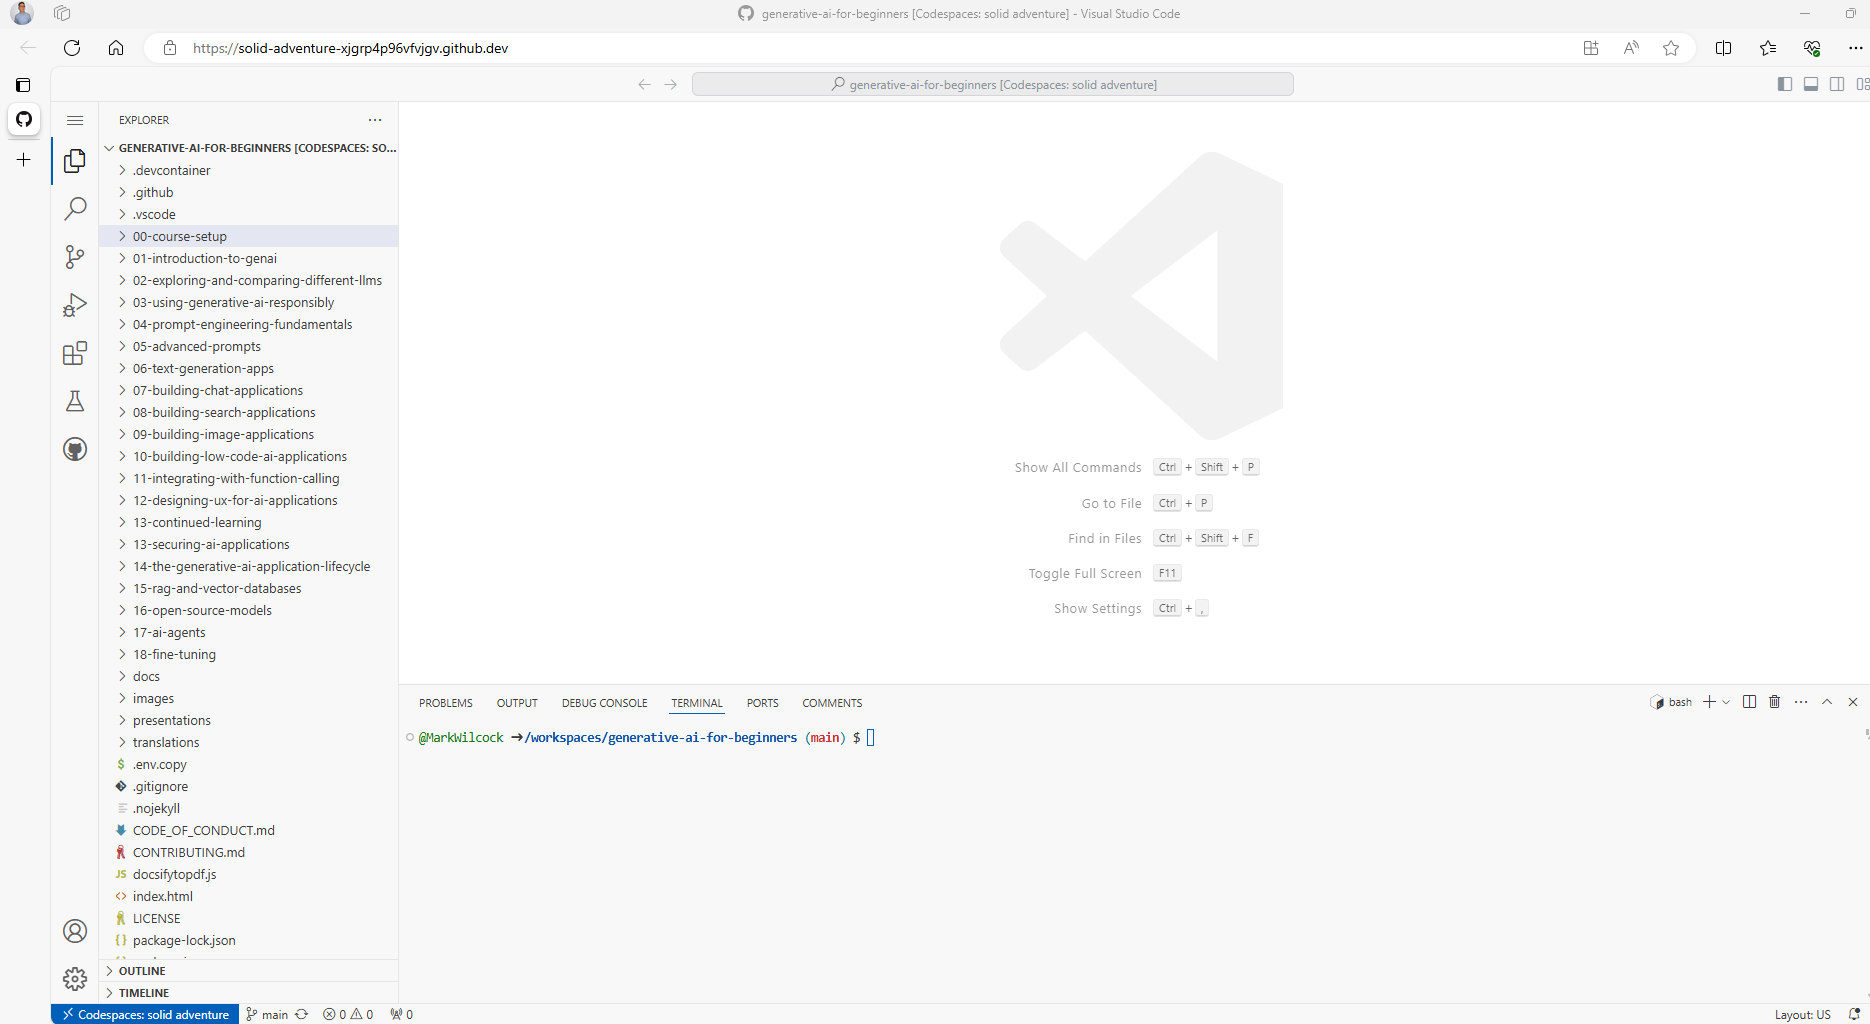 generative-ai-for-beginners [Codespaces: solid adventure] - Visual Studio Code
https://solid-adventure-xjgrp4p96vfvjgv.github.dev
generative-ai-for-beginners [Codespaces: solid adventure]
EXPLORER
GENERATIVE-AI-FOR-BEGINNERS [CODESPACES: SO...
.devcontainer
.github
.vscode
00-course-setup
01-introduction-to-genai
02-exploring-and-comparing-different-llms
03-using-generative-ai-responsibly
04-prompt-engineering-fundamentals
05-advanced-prompts
06-text-generation-apps
07-building-chat-applications
08-building-search-applications
09-building-image-applications
10-building-low-code-ai-applications
11-integrating-with-function-calling
12-designing-ux-for-ai-applications
13-continued-learning
13-securing-ai-applications
14-the-generative-ai-application-lifecycle
15-rag-and-vector-databases
16-open-source-models
17-ai-agents
18-fine-tuning
docs
images
presentations
translations
$ .env.copy
.gitignore
.nojekyll
CODE_OF_CONDUCT.md
CONTRIBUTING.md
JS docsifytopdf.js
<> index.html
LICENSE
{} package-lock.json
OUTLINE
TIMELINE
Show All Commands Ctrl + Shift + P
Go to File Ctrl + P
Find in Files Ctrl + Shift + F
Toggle Full Screen F11
Show Settings Ctrl + ,
PROBLEMS OUTPUT DEBUG CONSOLE TERMINAL PORTS COMMENTS
bash
@MarkWilcock ➜/workspaces/generative-ai-for-beginners (main) $
Codespaces: solid adventure main 0 0 0
Layout: US